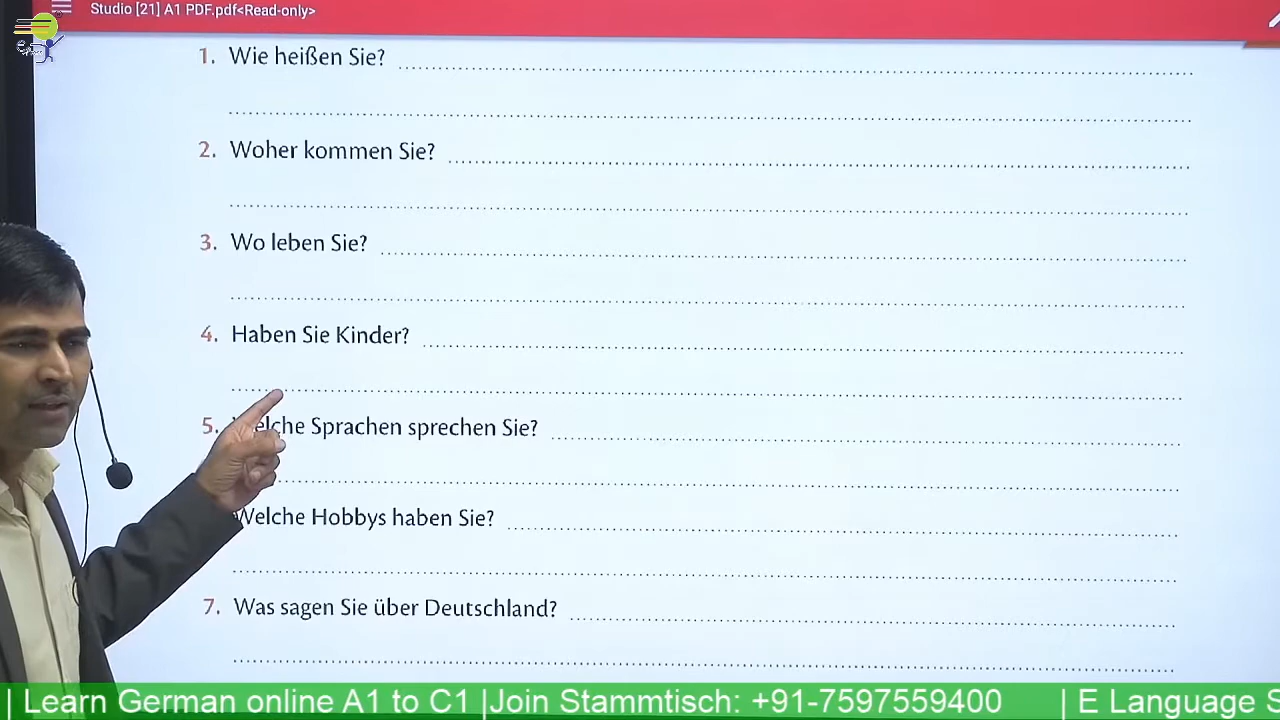 Studio [21] A1 PDF.pdf<Read-only>
1. Wie heißen Sie?
2. Woher kommen Sie?
3. Wo leben Sie?
4. Haben Sie Kinder?
5. Welche Sprachen sprechen Sie?
Welche Hobbys haben Sie?
7. Was sagen Sie über Deutschland?
| Learn German online A1 to C1 |Join Stammtisch: +91-7597559400 | E Language S